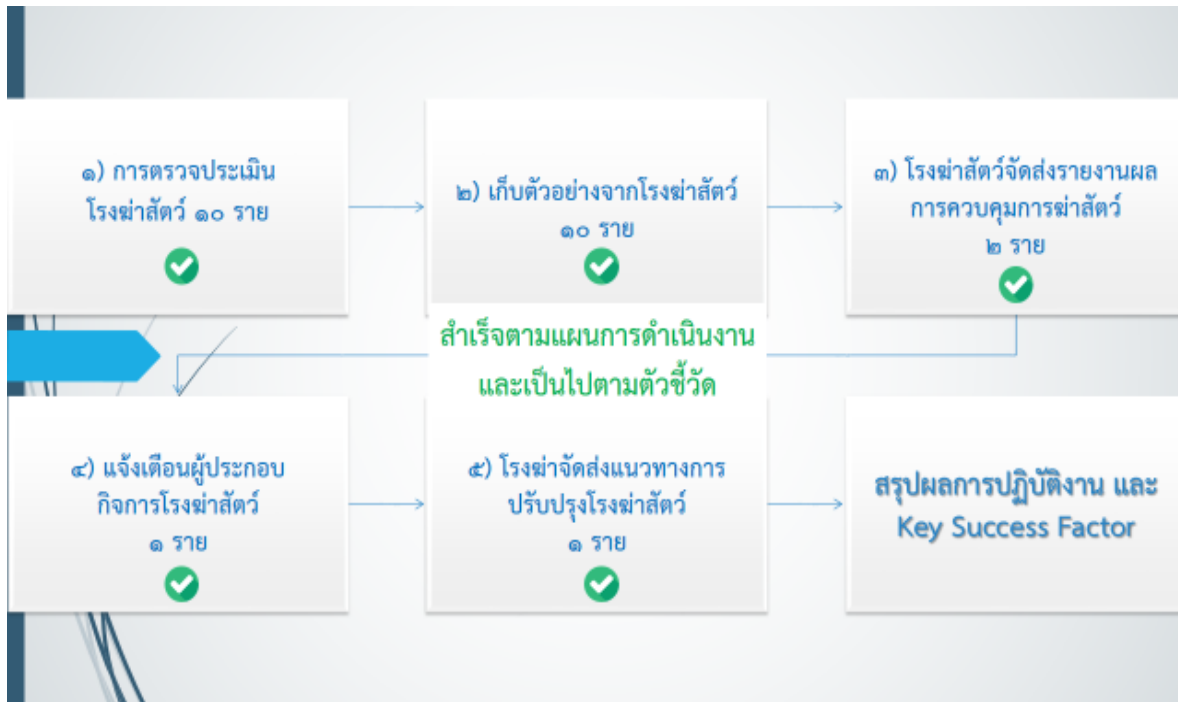 ๑) การตรวจประเมิน
โรงฆ่าสัตว์ ๑๐ ราย
๒) เก็บตัวอย่างจากโรงฆ่าสัตว์
๑๐ ราย
๓) โรงฆ่าสัตว์จัดส่งรายงานผล
การควบคุมการฆ่าสัตว์
๒ ราย
สำเร็จตามแผนการดำเนินงาน
และเป็นไปตามตัวชี้วัด
๔) แจ้งเตือนผู้ประกอบ
กิจการโรงฆ่าสัตว์
๑ ราย
๕) โรงฆ่าจัดส่งแนวทางการ
ปรับปรุงโรงฆ่าสัตว์
๑ ราย
สรุปผลการปฏิบัติงาน และ
Key Success Factor